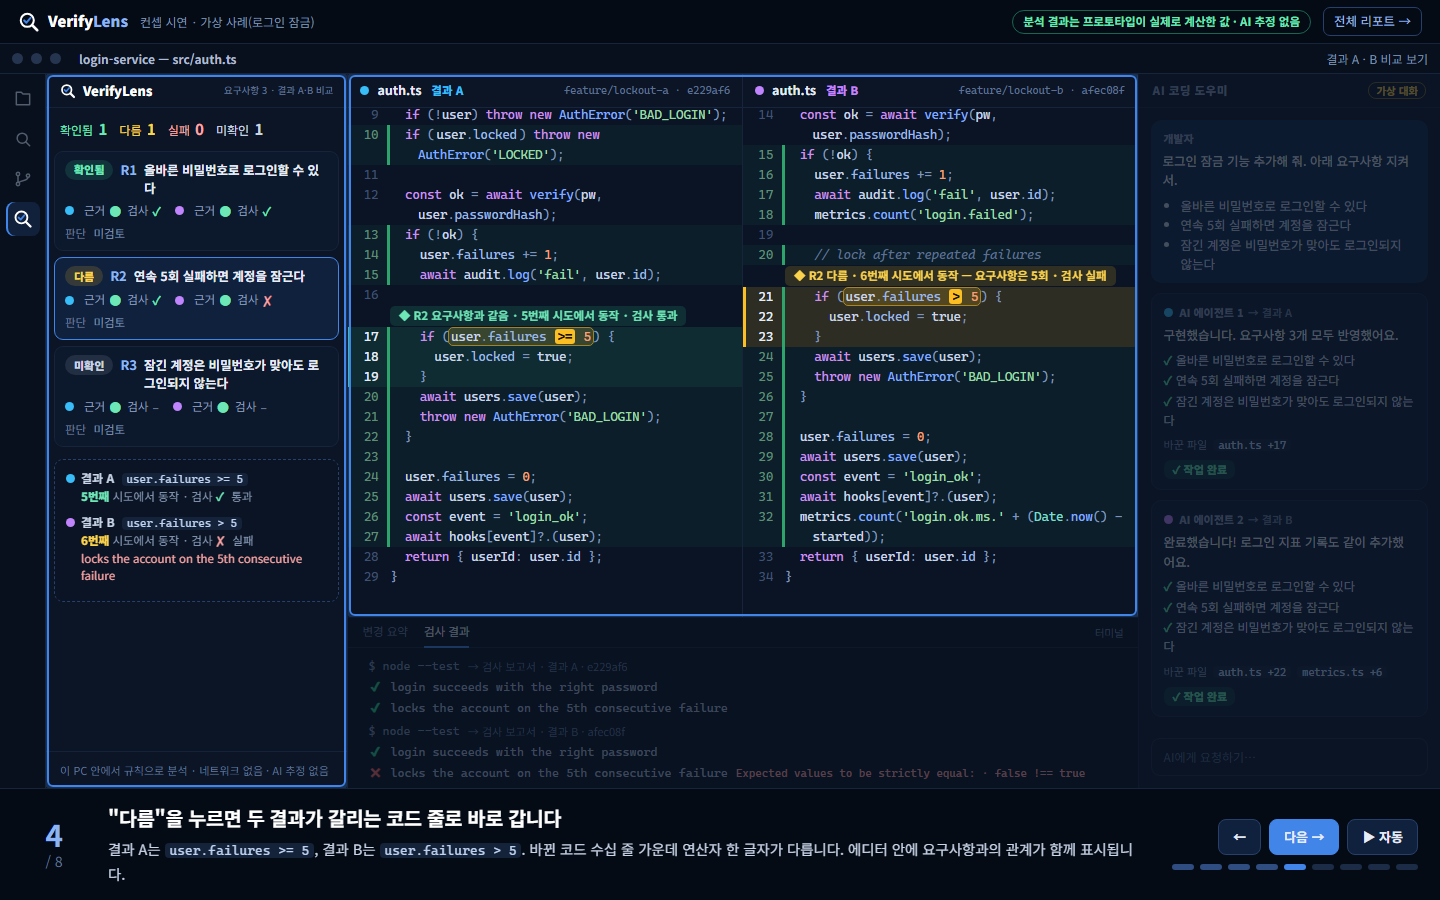 VerifyLens 컨셉 시연 · 가상 사례(로그인 잠금)
분석 결과는 프로토타입이 실제로 계산한 값 · AI 추정 없음
전체 리포트 →
login-service — src/auth.ts
결과 A · B 비교 보기
VerifyLens
요구사항 3 · 결과 A·B 비교
확인됨 1 다름 1 실패 0 미확인 1
확인됨 R1 올바른 비밀번호로 로그인할 수 있
다
근거 검사 ✓ 근거 검사 ✓
판단 미검토
다름 R2 연속 5회 실패하면 계정을 잠근다
근거 검사 ✓ 근거 검사 ✗
판단 미검토
미확인 R3 잠긴 계정은 비밀번호가 맞아도 로
그인되지 않는다
근거 검사 – 근거 검사 –
판단 미검토
결과 A user.failures >= 5
5번째 시도에서 동작 · 검사 ✓ 통과
결과 B user.failures > 5
6번째 시도에서 동작 · 검사 ✗ 실패
locks the account on the 5th consecutive
failure
이 PC 안에서 규칙으로 분석 · 네트워크 없음 · AI 추정 없음
auth.ts 결과 A
feature/lockout-a · e229af6
9 if (!user) throw new AuthError('BAD_LOGIN');
10 if (user.locked) throw new
AuthError('LOCKED');
11
12 const ok = await verify(pw,
user.passwordHash);
13 if (!ok) {
14 user.failures += 1;
15 await audit.log('fail', user.id);
16
◆ R2 요구사항과 같음 · 5번째 시도에서 동작 · 검사 통과
17 if (user.failures >= 5) {
18 user.locked = true;
19 }
20 await users.save(user);
21 throw new AuthError('BAD_LOGIN');
22 }
23
24 user.failures = 0;
25 await users.save(user);
26 const event = 'login_ok';
27 await hooks[event]?.(user);
28 return { userId: user.id };
29 }
auth.ts 결과 B
feature/lockout-b · afec08f
14 const ok = await verify(pw,
user.passwordHash);
15 if (!ok) {
16 user.failures += 1;
17 await audit.log('fail', user.id);
18 metrics.count('login.failed');
19
20 // lock after repeated failures
◆ R2 다름 · 6번째 시도에서 동작 — 요구사항은 5회 · 검사 실패
21 if (user.failures > 5) {
22 user.locked = true;
23 }
24 await users.save(user);
25 throw new AuthError('BAD_LOGIN');
26 }
27
28 user.failures = 0;
29 await users.save(user);
30 const event = 'login_ok';
31 await hooks[event]?.(user);
32 metrics.count('login.ok.ms.' + (Date.now() –
started));
33 return { userId: user.id };
34 }
변경 요약 검사 결과
터미널
$ node --test → 검사 보고서 · 결과 A · e229af6
✓ login succeeds with the right password
✓ locks the account on the 5th consecutive failure
$ node --test → 검사 보고서 · 결과 B · afec08f
✓ login succeeds with the right password
✗ locks the account on the 5th consecutive failure Expected values to be strictly equal: · false !== true
AI 코딩 도우미
가상 대화
개발자
로그인 잠금 기능 추가해 줘. 아래 요구사항 지켜
서.
• 올바른 비밀번호로 로그인할 수 있다
• 연속 5회 실패하면 계정을 잠근다
• 잠긴 계정은 비밀번호가 맞아도 로그인되지
않는다
AI 에이전트 1 → 결과 A
구현했습니다. 요구사항 3개 모두 반영했어요.
✓ 올바른 비밀번호로 로그인할 수 있다
✓ 연속 5회 실패하면 계정을 잠근다
✓ 잠긴 계정은 비밀번호가 맞아도 로그인되지 않는
다
바꾼 파일 auth.ts +17
✓ 작업 완료
AI 에이전트 2 → 결과 B
완료했습니다! 로그인 지표 기록도 같이 추가했
어요.
✓ 올바른 비밀번호로 로그인할 수 있다
✓ 연속 5회 실패하면 계정을 잠근다
✓ 잠긴 계정은 비밀번호가 맞아도 로그인되지 않는
다
바꾼 파일 auth.ts +22 metrics.ts +6
✓ 작업 완료
AI에게 요청하기…
4
/ 8
"다름"을 누르면 두 결과가 갈리는 코드 줄로 바로 갑니다
결과 A는 user.failures >= 5, 결과 B는 user.failures > 5. 바뀐 코드 수십 줄 가운데 연산자 한 글자가 다릅니다. 에디터 안에 요구사항과의 관계가 함께 표시됩니
다.
←
다음 →
▶ 자동